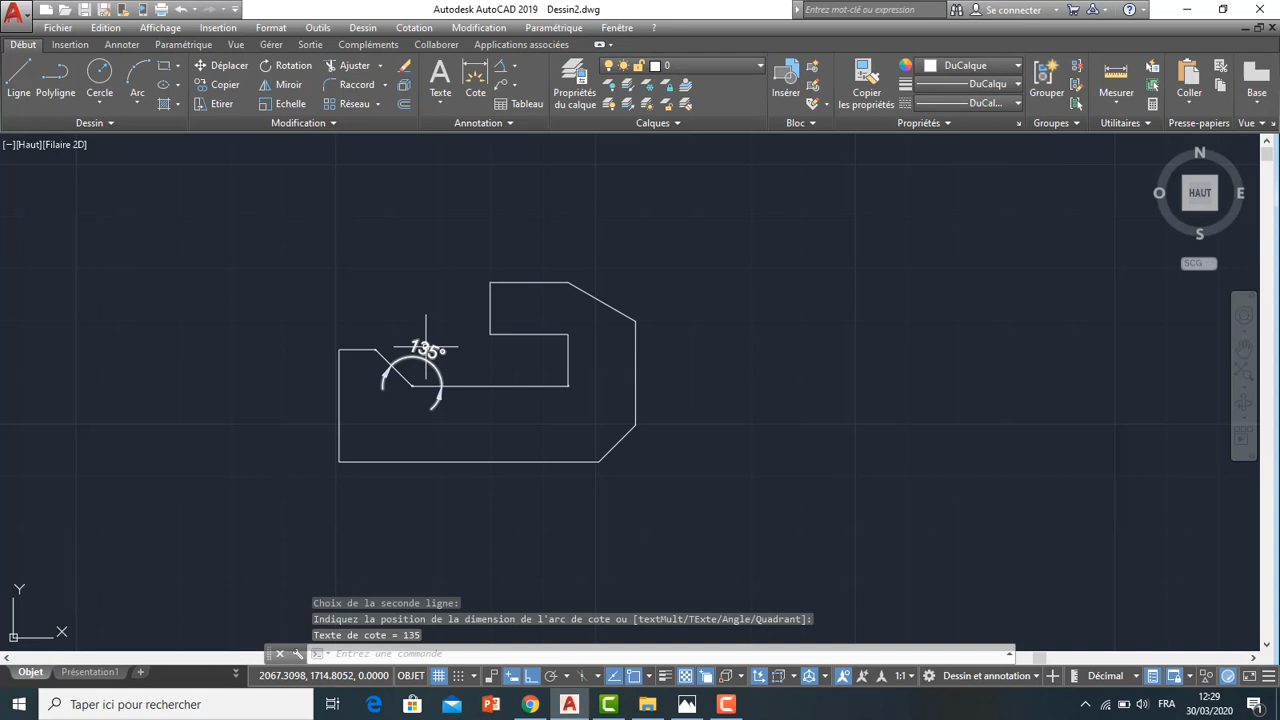 Autodesk AutoCAD 2019 Dessin2.dwg
Entrez mot-clé ou expression
Se connecter
Fichier Edition Affichage Insertion Format Outils Dessin Cotation Modification Paramétrique Fenêtre ?
Début Insertion Annoter Paramétrique Vue Gérer Sortie Compléments Collaborer Applications associées
Ligne
Polyligne
Cercle
Arc
Dessin
Déplacer Rotation Ajuster
Copier Miroir Raccord
Etirer Echelle Réseau
Modification
Texte
Cote
Tableau
Annotation
Propriétés
du calque
0
Calques
Insérer
Bloc
Copier
les propriétés
DuCalque
DuCalqu
DuCal...
Propriétés
Grouper
Groupes
Mesurer
Utilitaires
Coller
Presse-papiers
Base
Vue
[−][Haut][Filaire 2D]
N
O
HAUT
E
S
SCG
135°
Y
X
Choix de la seconde ligne:
Indiquez la position de la dimension de l'arc de cote ou [textMult/TExte/Angle/Quadrant]:
Texte de cote = 135
Entrez une commande
Objet Présentation1 +
2067.3098, 1714.8052, 0.0000 OBJET
1:1
Dessin et annotation
Décimal
Taper ici pour rechercher
FRA
12:29
30/03/2020